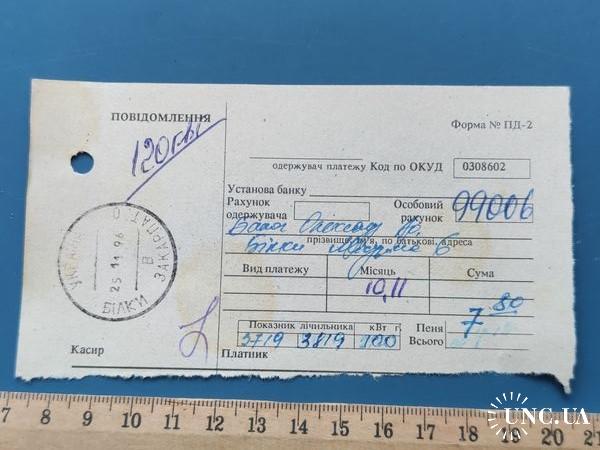 ПОВІДОМЛЕННЯ
Форма № ПД-2
одержувач платежу Код по ОКУД 0308602
Установа банку
Рахунок одержувача
Особовий рахунок 99006
прізвище, ім'я, по батькові, адреса
Білки
6
Вид платежу Місяць Сума
10,11
7 80
Показник лічильника кВт г.
3719 3819 100
Пеня
Всього
Касир
Платник
УКРАЇНА ЗАКАРПАТ. О
25 11 96
В
БІЛКИ
7 8 9 10 11 12 13 14 15 16 17 18 19 20 21
UNC.UA